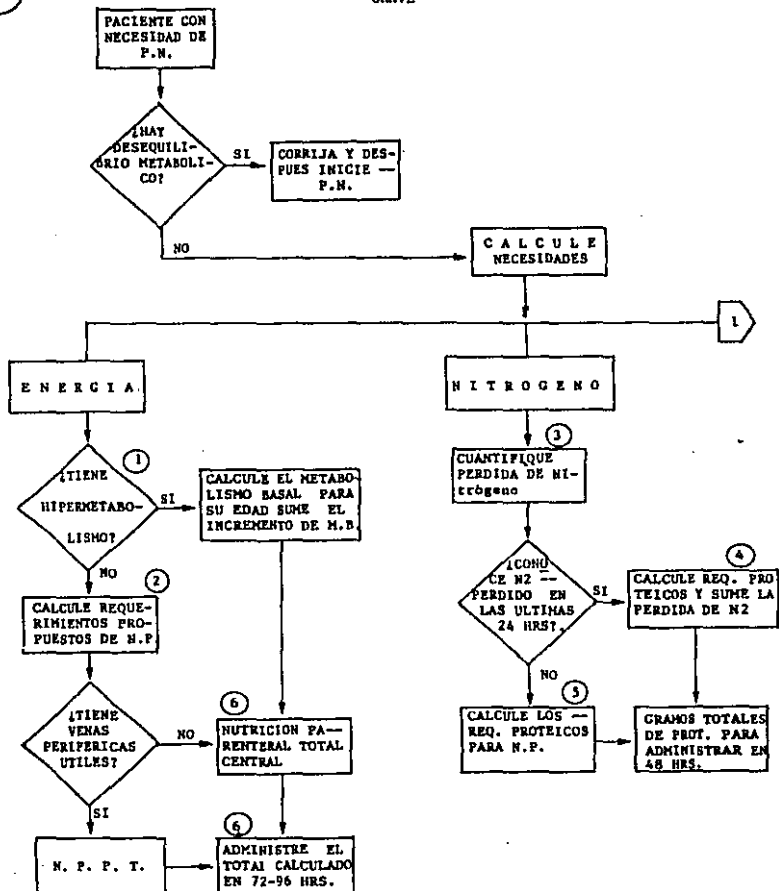 PACIENTE CON
NECESIDAD DE
P.N.
¿HAY
DESEQUILI-
BRIO METABOLI-
CO?
SI
CORRIJA Y DES-
PUES INICIE --
P.N.
NO
C A L C U L E
NECESIDADES
1
E N E R G I A
N I T R O G E N O
¿TIENE
HIPERMETABO-
LISMO?
1
SI
CALCULE EL METABO-
LISMO BASAL PARA
SU EDAD SUME EL
INCREMENTO DE M.B.
NO
2
CALCULE REQUE-
RIMIENTOS PRO-
PUESTOS DE N.P
¿TIENE
VENAS
PERIFERICAS
UTILES?
NO
6
NUTRICION PA--
RENTERAL TOTAL
CENTRAL
SI
N. P. P. T.
6
ADMINISTRE EL
TOTAL CALCULADO
EN 72-96 HRS.
3
CUANTIFIQUE
PERDIDA DE NI-
trògeno
¿CONO
CE N2 --
PERDIDO EN
LAS ULTIMAS
24 HRS?.
SI
4
CALCULE REQ. PRO
TEICOS Y SUME LA
PERDIDA DE N2
NO
5
CALCULE LOS --
REQ. PROTEICOS
PARA N.P.
GRAMOS TOTALES
DE PROT. PARA
ADMINISTRAR EN
48 HRS.